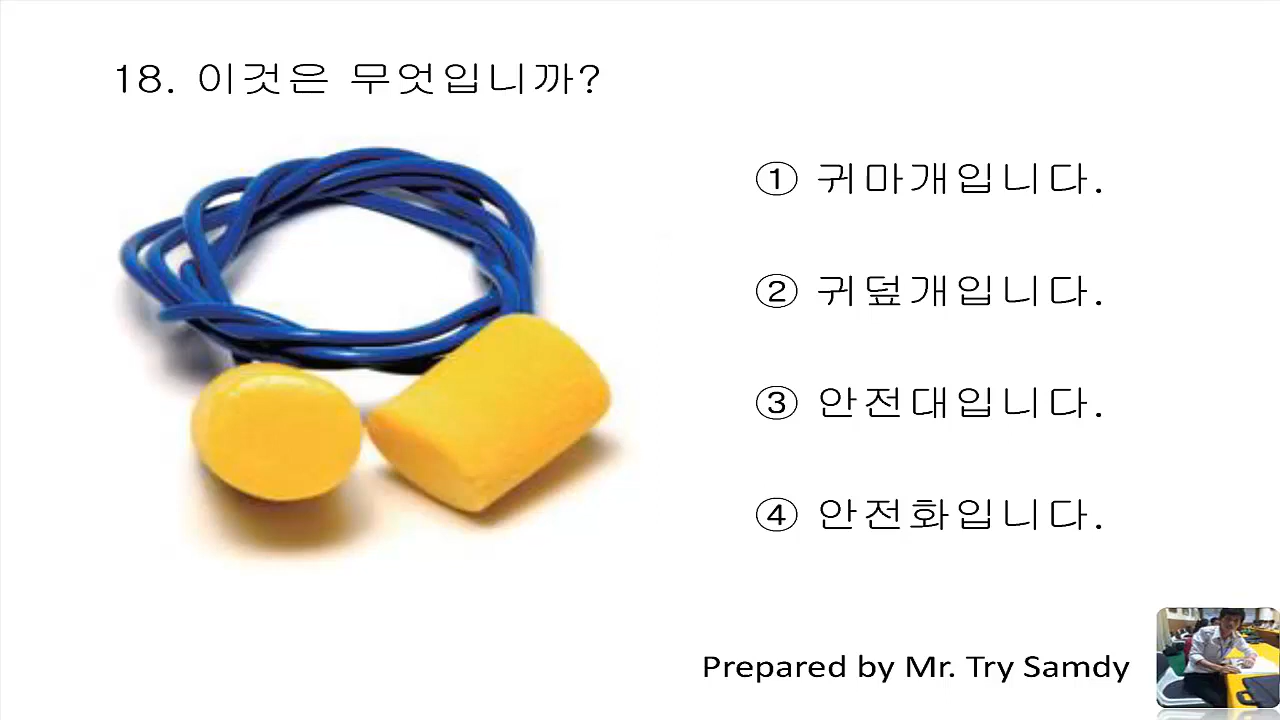 18. 이것은 무엇입니까?
① 귀마개입니다.
② 귀덮개입니다.
③ 안전대입니다.
④ 안전화입니다.
Prepared by Mr. Try Samdy